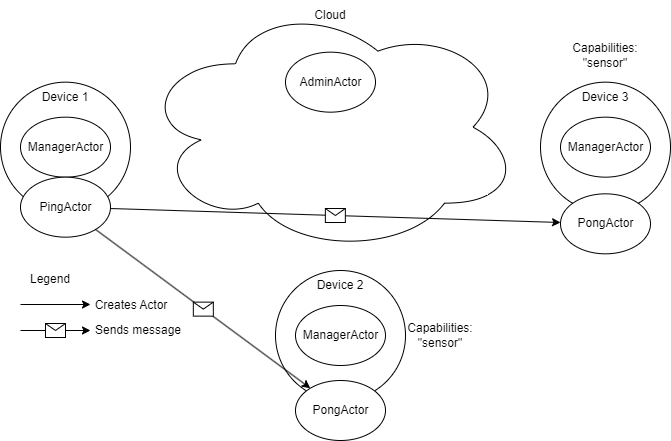 Cloud
AdminActor
Device 1
ManagerActor
PingActor
Capabilities:
"sensor"
Device 3
ManagerActor
PongActor
Legend
Creates Actor
Sends message
Device 2
ManagerActor
PongActor
Capabilities:
"sensor"